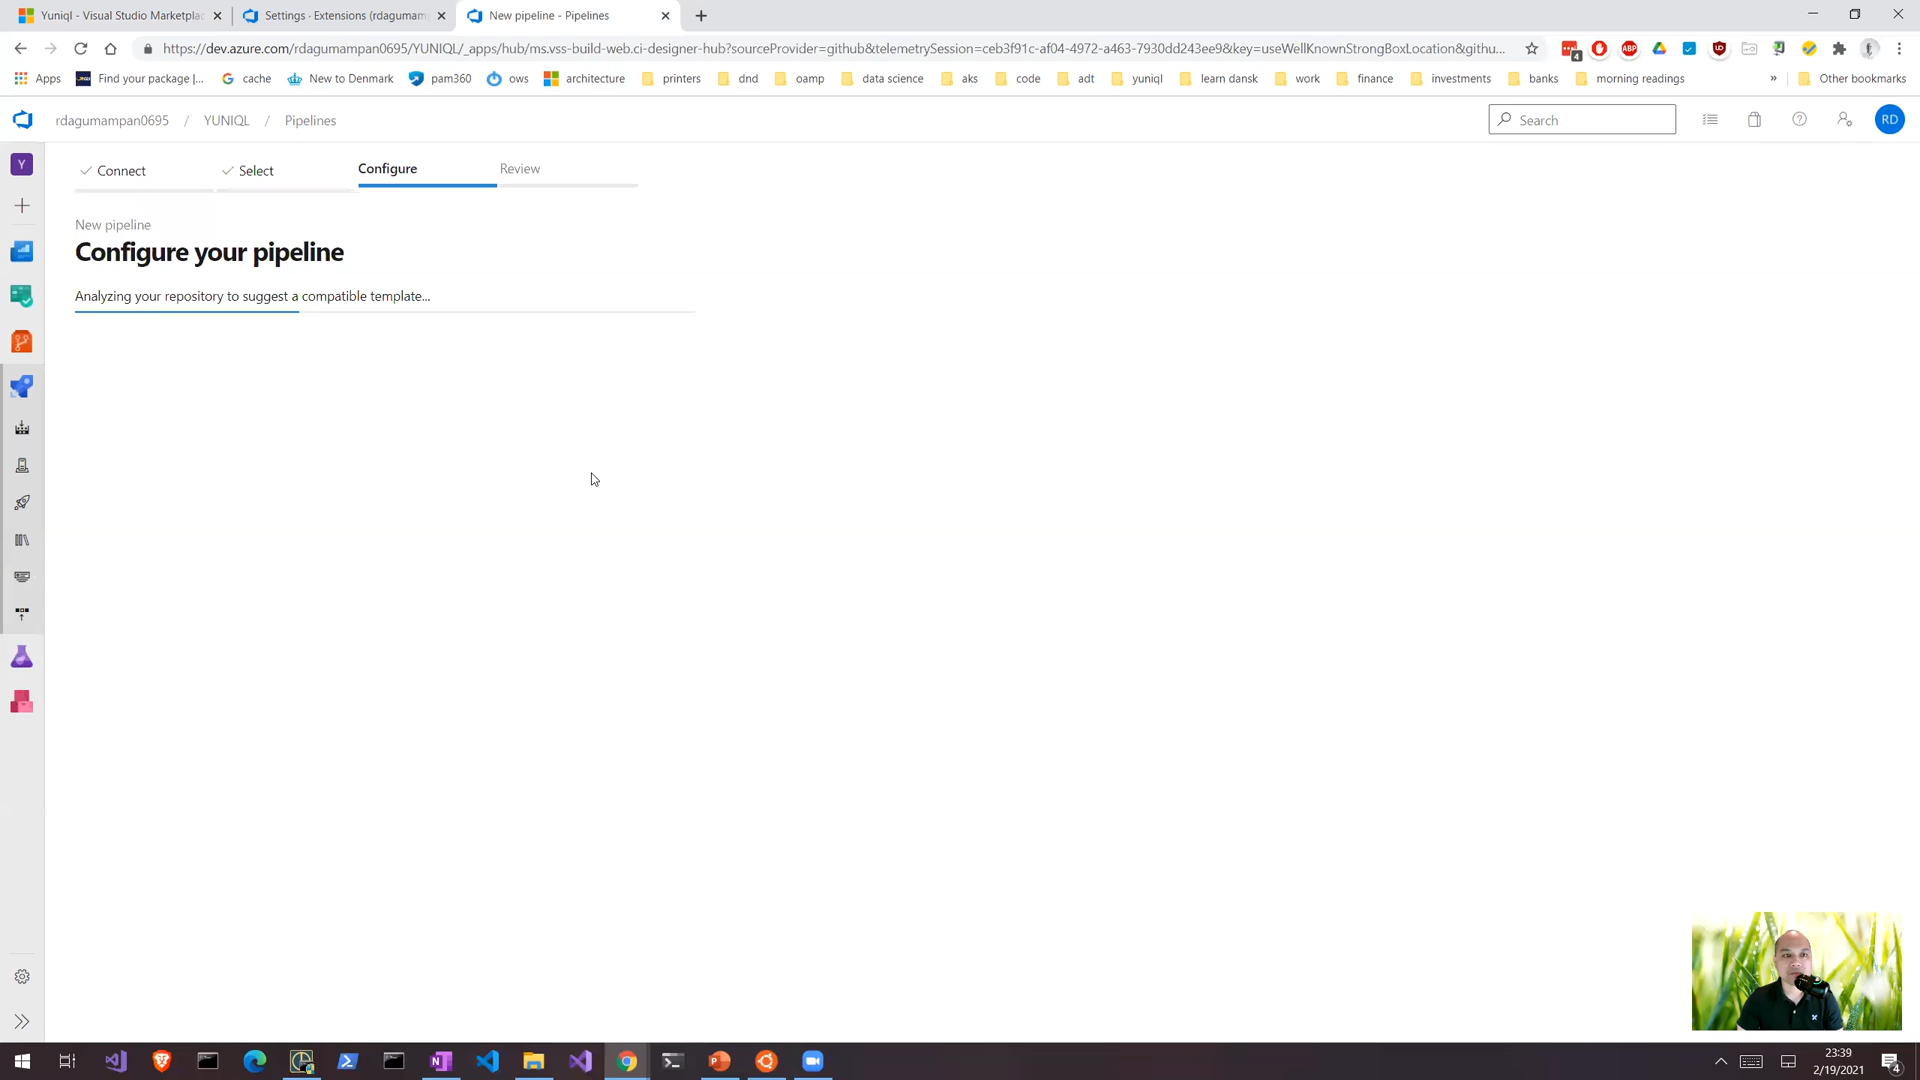 Yuniql - Visual Studio Marketplac
Settings · Extensions (rdagumam
New pipeline - Pipelines
https://dev.azure.com/rdagumampan0695/YUNIQL/_apps/hub/ms.vss-build-web.ci-designer-hub?sourceProvider=github&telemetrySession=ceb3f91c-af04-4972-a463-7930dd243ee9&key=useWellKnownStrongBoxLocation&githu...
4
ABP
Apps
Find your package |...
cache
New to Denmark
pam360
ows
architecture
printers
dnd
oamp
data science
aks
code
adt
yuniql
learn dansk
work
finance
investments
banks
morning readings
»
Other bookmarks
rdagumampan0695 / YUNIQL / Pipelines
Search
RD
Y
Connect
Select
Configure
Review
New pipeline
Configure your pipeline
Analyzing your repository to suggest a compatible template...
23:39
2/19/2021
4